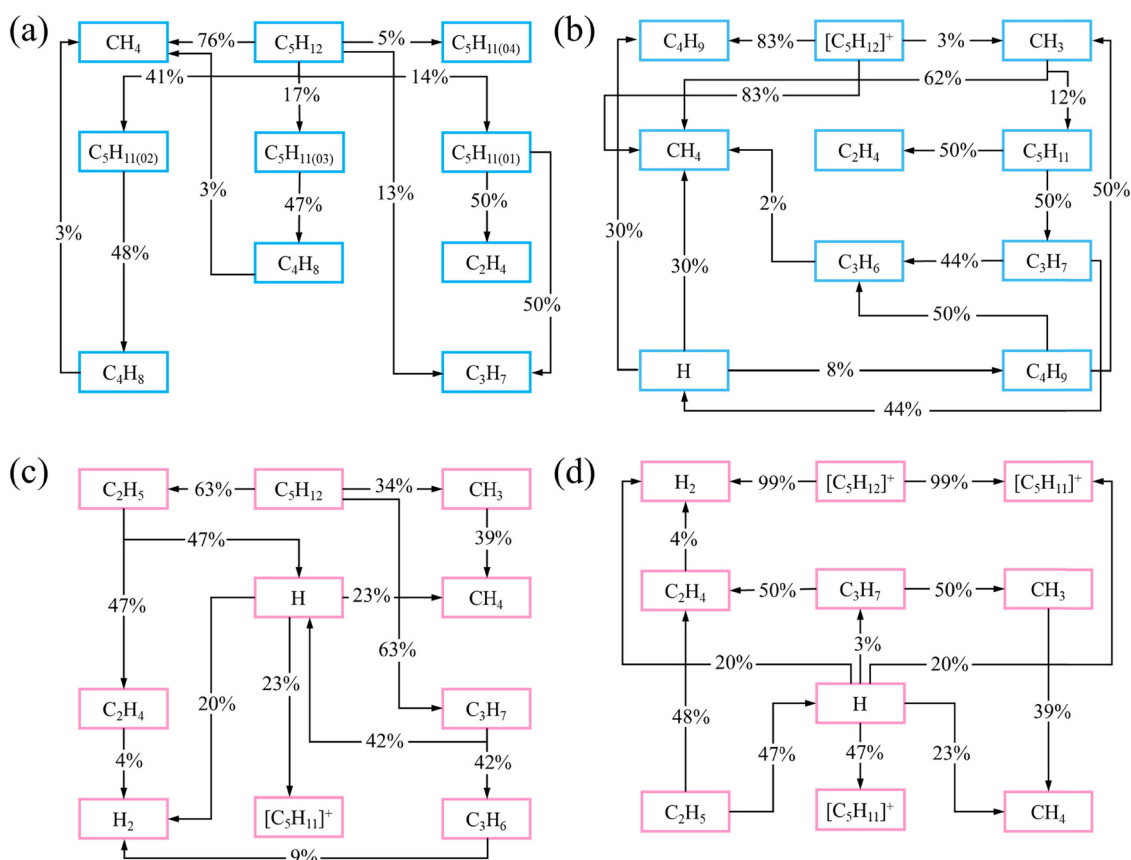 (a)
CH₄ 76% C₅H₁₂ 5% C₅H₁₁₍₀₄₎
41% 17% 14%
C₅H₁₁₍₀₂₎ C₅H₁₁₍₀₃₎ C₅H₁₁₍₀₁₎
3% 48% 3% 47% 13% 50%
C₄H₈ C₂H₄
50%
C₄H₈ C₃H₇
(b)
C₄H₉ 83% [C₅H₁₂]⁺ 3% CH₃
62%
83% 12%
CH₄ C₂H₄ 50% C₅H₁₁
50%
30% 30% 2% 50%
C₃H₆ 44% C₃H₇
50%
H 8% C₄H₉
44%
(c)
C₂H₅ 63% C₅H₁₂ 34% CH₃
47% 39%
H 23% CH₄
47% 63%
20% 23%
C₂H₄ C₃H₇
42%
4% 42%
H₂ [C₅H₁₁]⁺ C₃H₆
9%
(d)
H₂ 99% [C₅H₁₂]⁺ 99% [C₅H₁₁]⁺
4%
C₂H₄ 50% C₃H₇ 50% CH₃
3%
20% 20%
H
48% 39%
47% 47% 23%
C₂H₅ [C₅H₁₁]⁺ CH₄